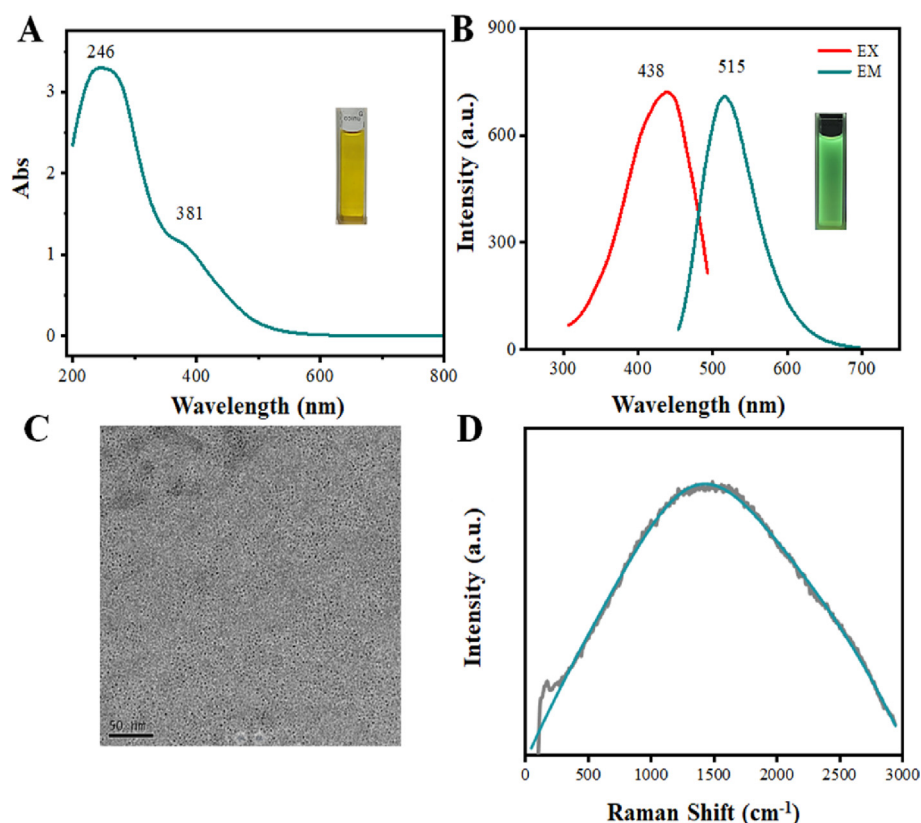 A
246
381
3
2
1
0
Abs
200
400
600
800
Wavelength (nm)
B
EX
EM
438
515
900
600
300
0
Intensity (a.u.)
300
400
500
600
700
Wavelength (nm)
C
50 nm
D
Intensity (a.u.)
0
500
1000
1500
2000
2500
3000
Raman Shift (cm⁻¹)